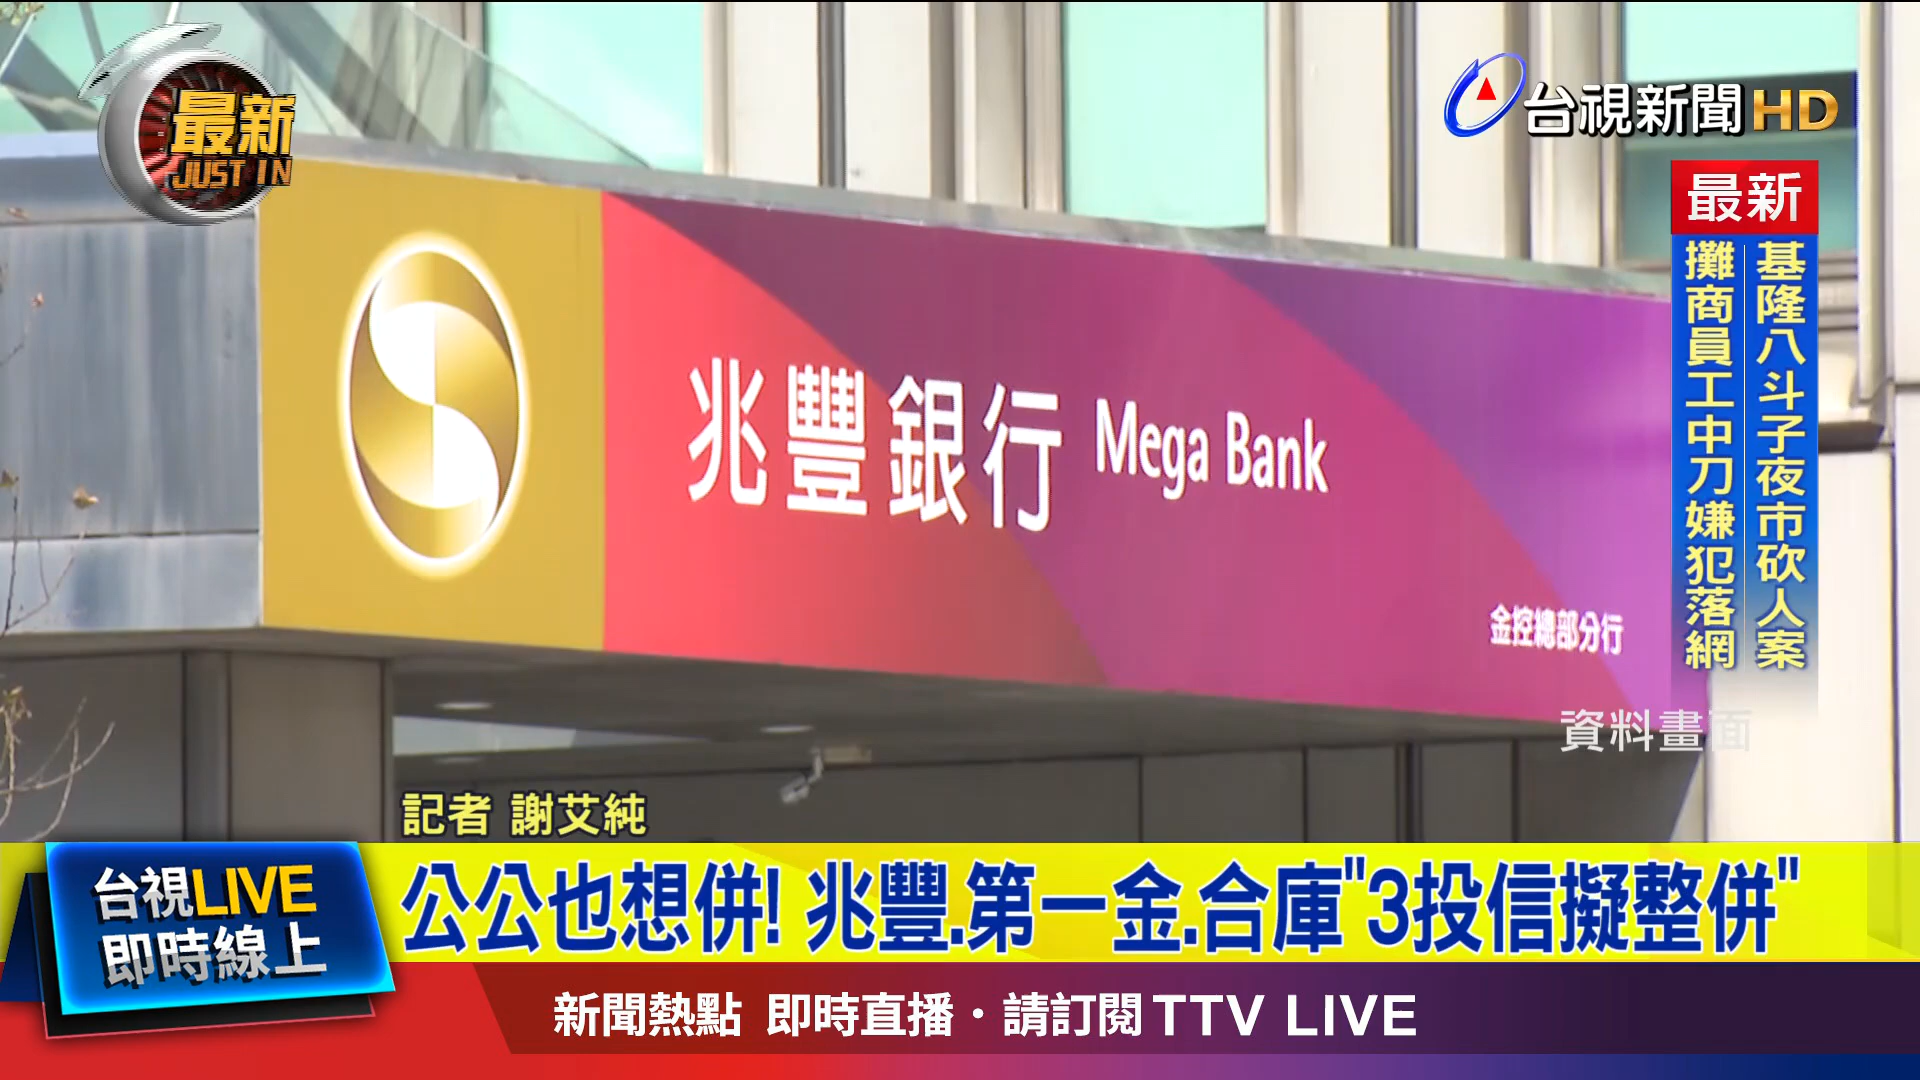 最新
JUST IN
台視新聞HD
最新
基隆八斗子夜市砍人案
攤商員工中刀嫌犯落網
兆豐銀行 Mega Bank
金控總部分行
資料畫面
記者 謝艾純
台視LIVE
即時線上
公公也想併! 兆豐.第一金.合庫"3投信擬整併"
新聞熱點 即時直播・請訂閱TTV LIVE